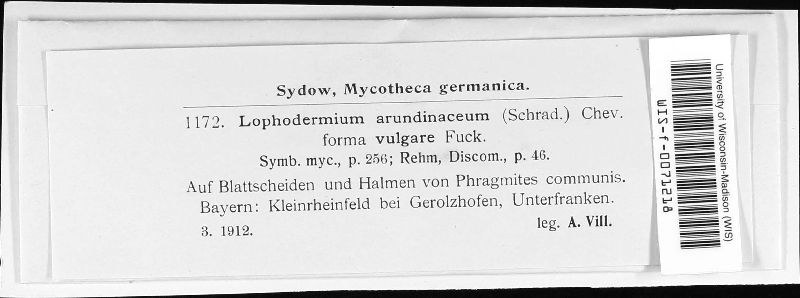 Sydow, Mycotheca germanica.
1172. Lophodermium arundinaceum (Schrad.) Chev.
forma vulgare Fuck.
Symb. myc., p. 256; Rehm, Discom., p. 46.
Auf Blattscheiden und Halmen von Phragmites communis.
Bayern: Kleinrheinfeld bei Gerolzhofen, Unterfranken.
3. 1912. leg. A. Vill.
University of Wisconsin-Madison (WIS)
WIS-f-0071218